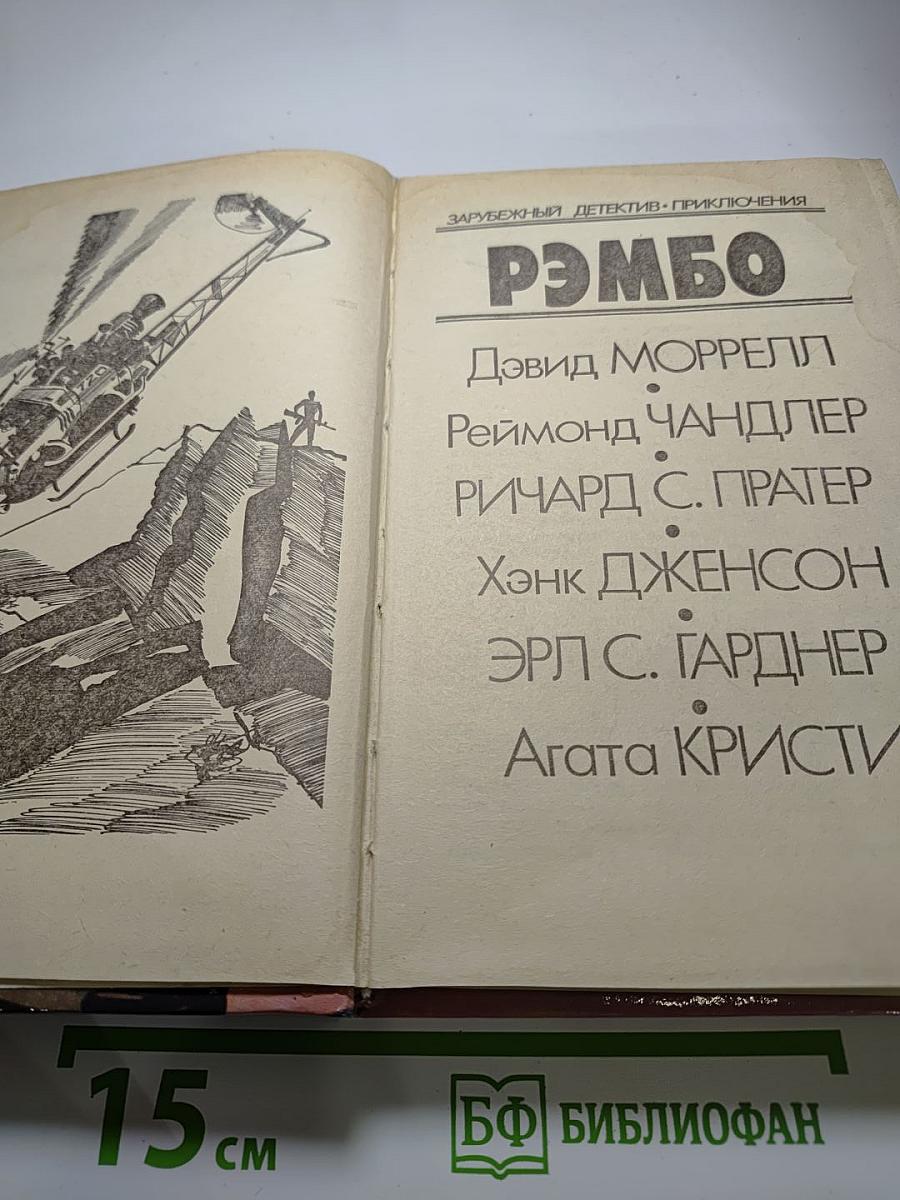 ЗАРУБЕЖНЫЙ ДЕТЕКТИВ • ПРИКЛЮЧЕНИЯ
РЭМБО
Дэвид МОРРЕЛЛ
•
Реймонд ЧАНДЛЕР
•
РИЧАРД С. ПРАТЕР
•
Хэнк ДЖЕНСОН
•
ЭРЛ С. ГАРДНЕР
•
Агата КРИСТИ
15 см
БФ БИБЛИОФАН